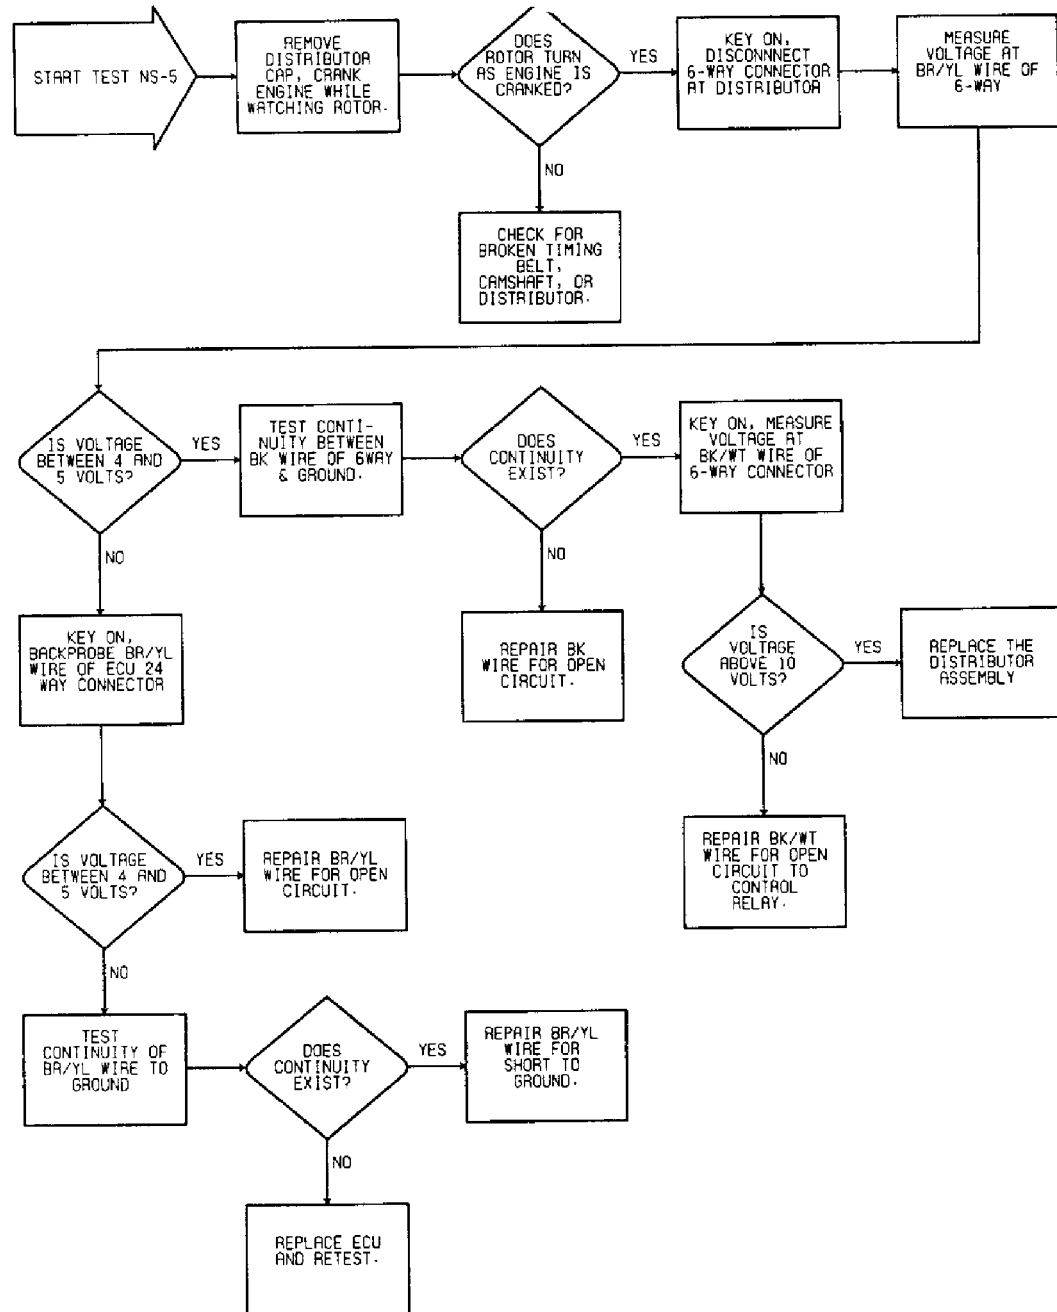 START TEST NS-5
REMOVE
DISTRIBUTOR
CAP, CRANK
ENGINE WHILE
WATCHING ROTOR.
DOES
ROTOR TURN
AS ENGINE IS
CRANKED?
YES
KEY ON,
DISCONNNECT
6-WAY CONNECTOR
AT DISTRIBUTOR
MEASURE
VOLTAGE AT
BR/YL WIRE OF
6-WAY
NO
CHECK FOR
BROKEN TIMING
BELT,
CAMSHAFT, OR
DISTRIBUTOR.
IS VOLTAGE
BETWEEN 4 AND
5 VOLTS?
YES
TEST CONTI-
NUITY BETWEEN
BK WIRE OF 6WAY
& GROUND.
DOES
CONTINUITY
EXIST?
YES
KEY ON, MEASURE
VOLTAGE AT
BK/WT WIRE OF
6-WAY CONNECTOR
NO
NO
KEY ON,
BACKPROBE BR/YL
WIRE OF ECU 24
WAY CONNECTOR
REPAIR BK
WIRE FOR OPEN
CIRCUIT.
IS
VOLTAGE
ABOVE 10
VOLTS?
YES
REPLACE THE
DISTRIBUTOR
ASSEMBLY
NO
REPAIR BK/WT
WIRE FOR OPEN
CIRCUIT TO
CONTROL
RELAY.
IS VOLTAGE
BETWEEN 4 AND
5 VOLTS?
YES
REPAIR BR/YL
WIRE FOR OPEN
CIRCUIT.
NO
TEST
CONTINUITY OF
BR/YL WIRE TO
GROUND
DOES
CONTINUITY
EXIST?
YES
REPAIR BR/YL
WIRE FOR
SHORT TO
GROUND.
NO
REPLACE ECU
AND RETEST.